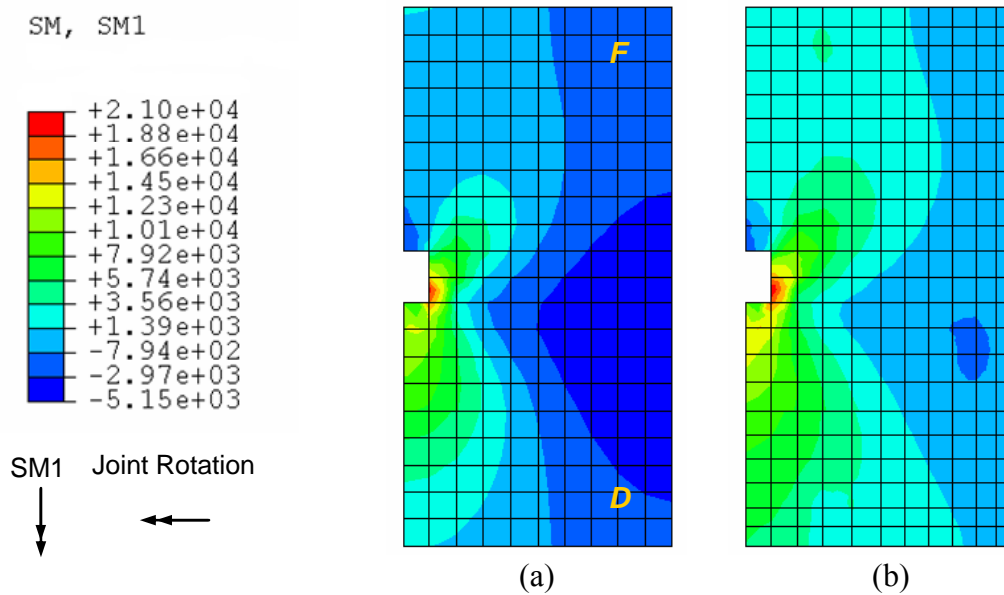 SM, SM1
+2.10e+04
+1.88e+04
+1.66e+04
+1.45e+04
+1.23e+04
+1.01e+04
+7.92e+03
+5.74e+03
+3.56e+03
+1.39e+03
-7.94e+02
-2.97e+03
-5.15e+03
SM1 Joint Rotation
F
D
(a)
(b)